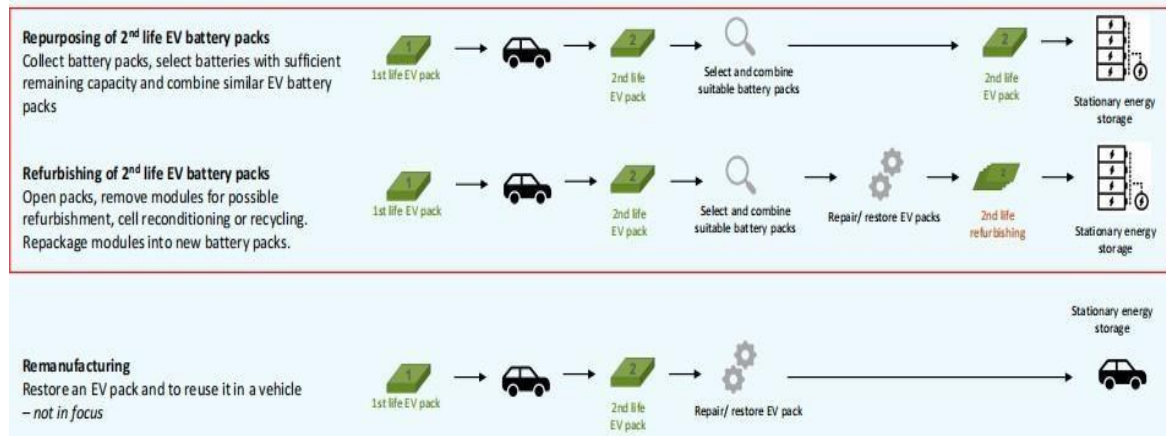 Repurposing of 2nd life EV battery packs
Collect battery packs, select batteries with sufficient
remaining capacity and combine similar EV battery
packs
1
1st life EV pack
2
2nd life
EV pack
Select and combine
suitable battery packs
2
2nd life
EV pack
Stationary energy
storage
Refurbishing of 2nd life EV battery packs
Open packs, remove modules for possible
refurbishment, cell reconditioning or recycling.
Repackage modules into new battery packs.
1
1st life EV pack
2
2nd life
EV pack
Select and combine
suitable battery packs
Repair/ restore EV packs
2
2nd life
refurbishing
Stationary energy
storage
Remanufacturing
Restore an EV pack and to reuse it in a vehicle
– not in focus
1
1st life EV pack
2
2nd life
EV pack
Repair/ restore EV pack
Stationary energy
storage